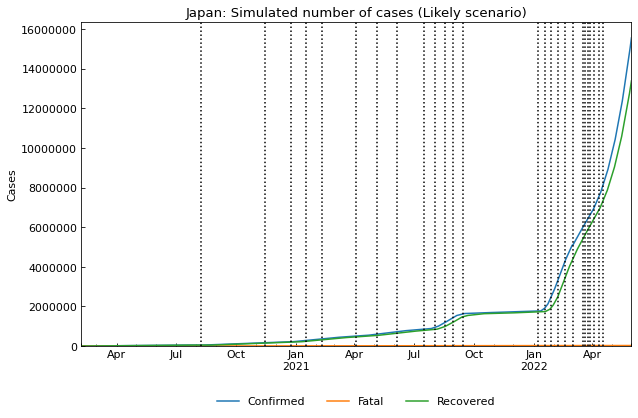 Japan: Simulated number of cases (Likely scenario)
16000000
14000000
12000000
10000000
8000000
6000000
4000000
2000000
0
Cases
Apr Jul Oct Jan Apr Jul Oct Jan Apr
2021 2022
Confirmed Fatal Recovered